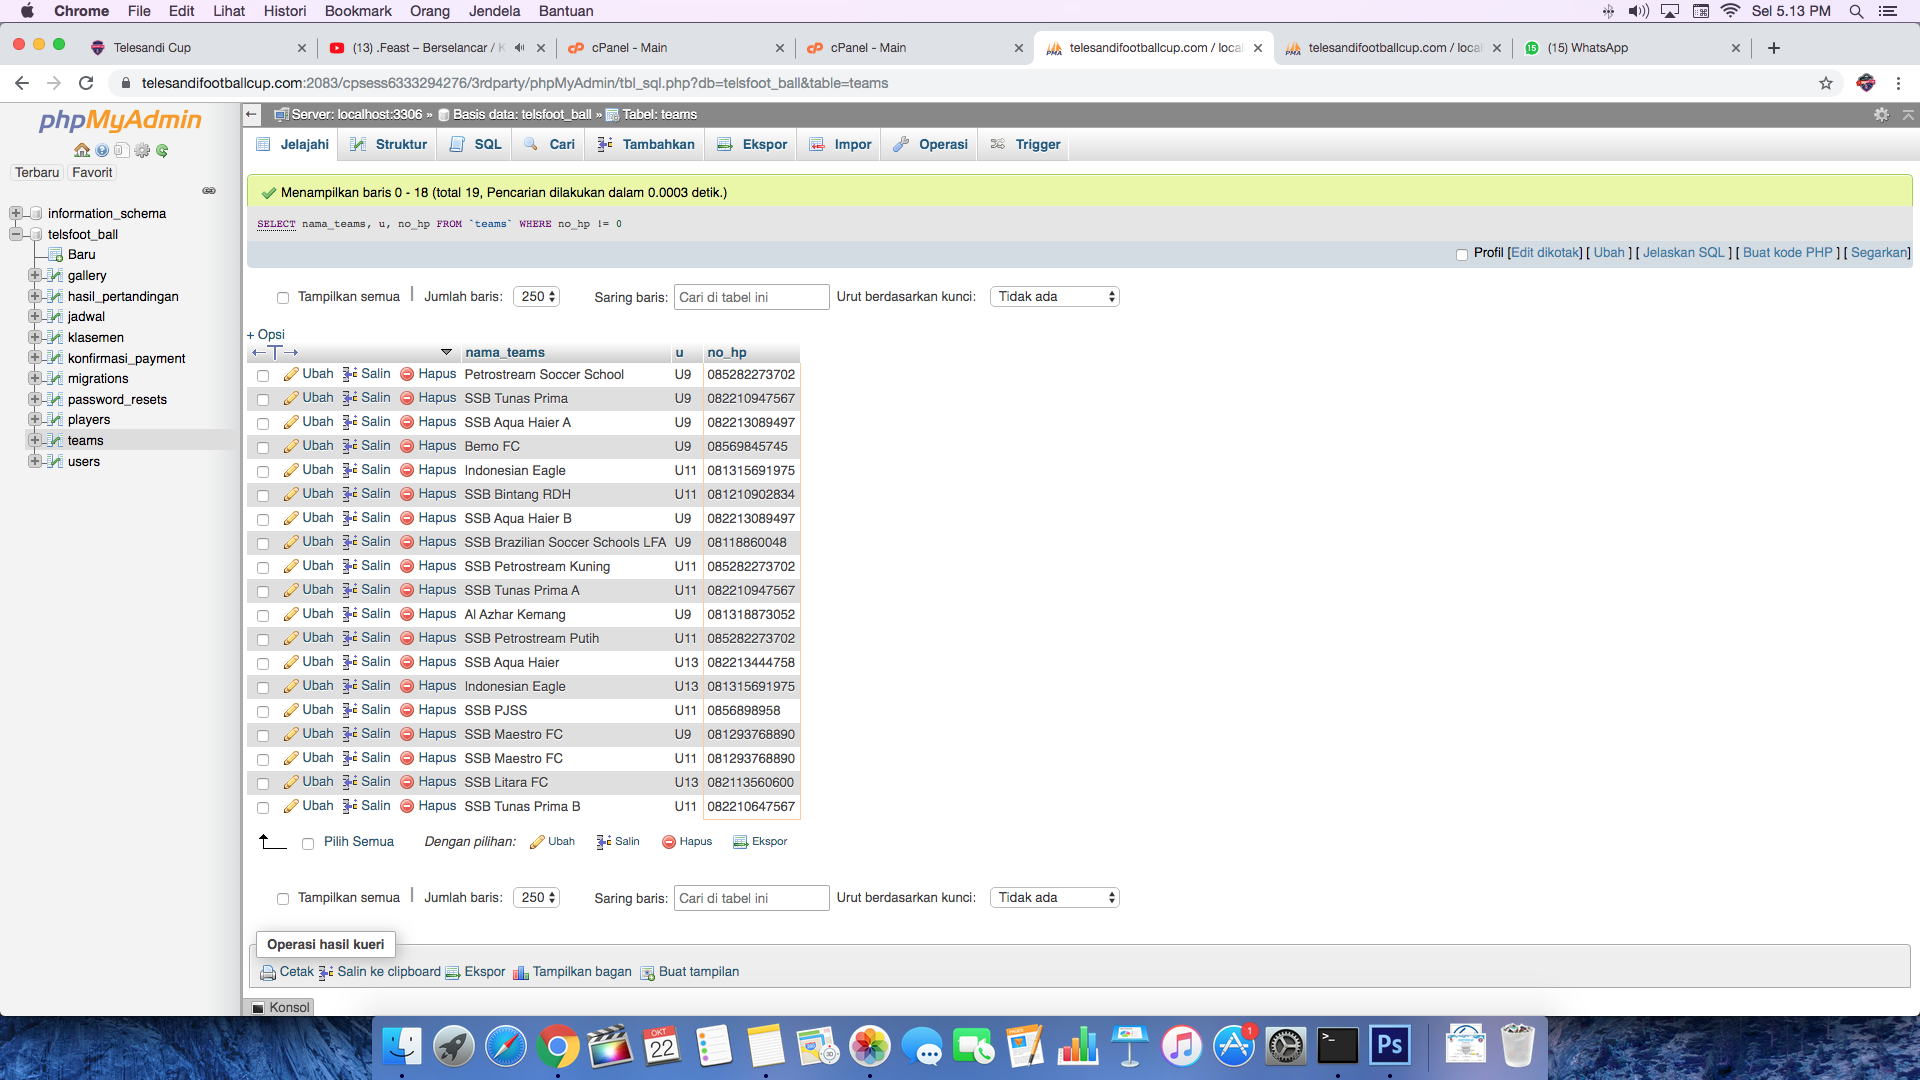 Chrome File Edit Lihat Histori Bookmark Orang Jendela Bantuan Sel 5.13 PM
Telesandi Cup (13) .Feast – Berselancar / cPanel - Main cPanel - Main telesandifootballcup.com / local telesandifootballcup.com / local 15 (15) WhatsApp
telesandifootballcup.com:2083/cpsess6333294276/3rdparty/phpMyAdmin/tbl_sql.php?db=telsfoot_ball&table=teams
phpMyAdmin
Terbaru Favorit
information_schema
telsfoot_ball
Baru
gallery
hasil_pertandingan
jadwal
klasemen
konfirmasi_payment
migrations
password_resets
players
teams
users
Server: localhost:3306 » Basis data: telsfoot_ball » Tabel: teams
Jelajahi Struktur SQL Cari Tambahkan Ekspor Impor Operasi Trigger
Menampilkan baris 0 - 18 (total 19, Pencarian dilakukan dalam 0.0003 detik.)
SELECT nama_teams, u, no_hp FROM `teams` WHERE no_hp != 0
Profil [Edit dikotak] [ Ubah ] [ Jelaskan SQL ] [ Buat kode PHP ] [ Segarkan]
Tampilkan semua | Jumlah baris: 250 Saring baris: Cari di tabel ini Urut berdasarkan kunci: Tidak ada
+ Opsi
nama_teams u no_hp
Ubah Salin Hapus Petrostream Soccer School U9 085282273702
Ubah Salin Hapus SSB Tunas Prima U9 082210947567
Ubah Salin Hapus SSB Aqua Haier A U9 082213089497
Ubah Salin Hapus Bemo FC U9 08569845745
Ubah Salin Hapus Indonesian Eagle U11 081315691975
Ubah Salin Hapus SSB Bintang RDH U11 081210902834
Ubah Salin Hapus SSB Aqua Haier B U9 082213089497
Ubah Salin Hapus SSB Brazilian Soccer Schools LFA U9 08118860048
Ubah Salin Hapus SSB Petrostream Kuning U11 085282273702
Ubah Salin Hapus SSB Tunas Prima A U11 082210947567
Ubah Salin Hapus Al Azhar Kemang U9 081318873052
Ubah Salin Hapus SSB Petrostream Putih U11 085282273702
Ubah Salin Hapus SSB Aqua Haier U13 082213444758
Ubah Salin Hapus Indonesian Eagle U13 081315691975
Ubah Salin Hapus SSB PJSS U11 0856898958
Ubah Salin Hapus SSB Maestro FC U9 081293768890
Ubah Salin Hapus SSB Maestro FC U11 081293768890
Ubah Salin Hapus SSB Litara FC U13 082113560600
Ubah Salin Hapus SSB Tunas Prima B U11 082210647567
Pilih Semua Dengan pilihan: Ubah Salin Hapus Ekspor
Tampilkan semua | Jumlah baris: 250 Saring baris: Cari di tabel ini Urut berdasarkan kunci: Tidak ada
Operasi hasil kueri
Cetak Salin ke clipboard Ekspor Tampilkan bagan Buat tampilan
Konsol
OKT
22
1
Ps